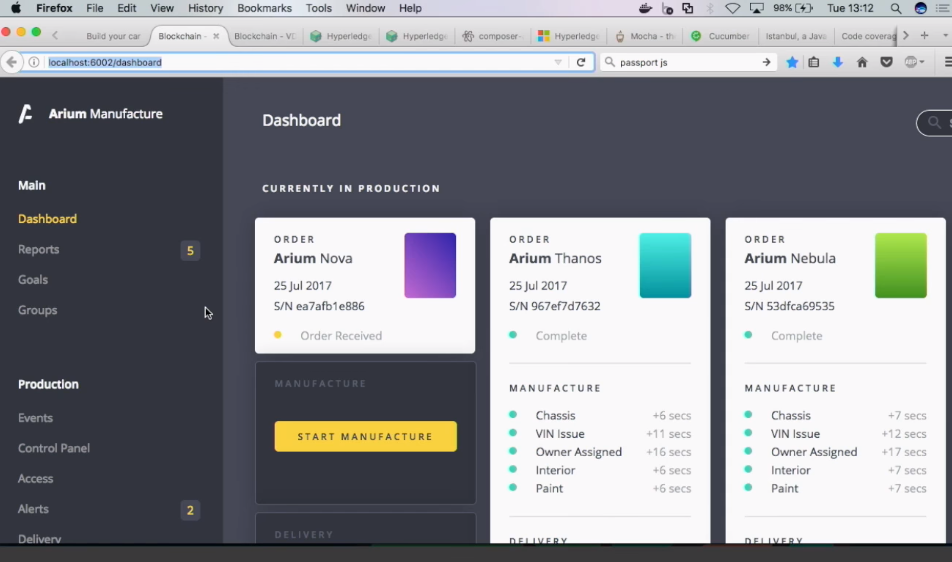 Firefox File Edit View History Bookmarks Tools Window Help 98% Tue 13:12
Build your car Blockchain - Blockchain - VD Hyperledge Hyperledge composer- Hyperledge Mocha - th Cucumber Istanbul, a Java Code coverag
localhost:6002/dashboard passport js
Arium Manufacture
Dashboard
Main
Dashboard
Reports 5
Goals
Groups
Production
Events
Control Panel
Access
Alerts 2
Delivery
CURRENTLY IN PRODUCTION
ORDER
Arium Nova
25 Jul 2017
S/N ea7afb1e886
Order Received
MANUFACTURE
START MANUFACTURE
DELIVERY
ORDER
Arium Thanos
25 Jul 2017
S/N 967ef7d7632
Complete
MANUFACTURE
Chassis +6 secs
VIN Issue +11 secs
Owner Assigned +16 secs
Interior +6 secs
Paint +6 secs
DELIVERY
ORDER
Arium Nebula
25 Jul 2017
S/N 53dfca69535
Complete
MANUFACTURE
Chassis +7 secs
VIN Issue +12 secs
Owner Assigned +17 secs
Interior +7 secs
Paint +7 secs
DELIVERY